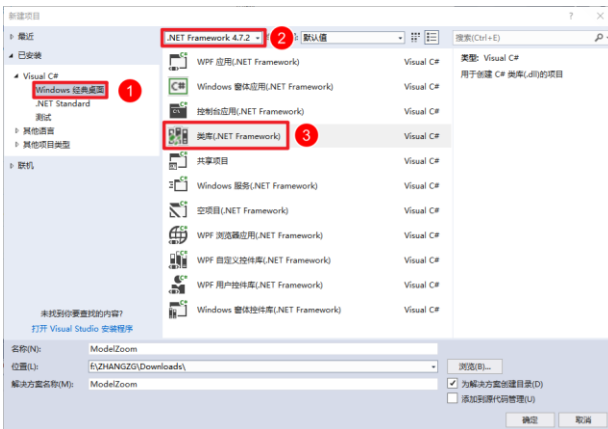 新建项目 ? ×
最近
.NET Framework 4.7.2 2 默认值 搜索(Ctrl+E)
已安装
Visual C#
Windows 经典桌面 1
.NET Standard
测试
其他语言
其他项目类型
联机
未找到你要查找的内容?
打开 Visual Studio 安装程序
WPF 应用(.NET Framework) Visual C#
Windows 窗体应用(.NET Framework) Visual C#
控制台应用(.NET Framework) Visual C#
类库(.NET Framework) 3 Visual C#
共享项目 Visual C#
Windows 服务(.NET Framework) Visual C#
空项目(.NET Framework) Visual C#
WPF 浏览器应用(.NET Framework) Visual C#
WPF 自定义控件库(.NET Framework) Visual C#
WPF 用户控件库(.NET Framework) Visual C#
Windows 窗体控件库(.NET Framework) Visual C#
类型: Visual C#
用于创建 C# 类库(.dll)的项目
名称(N): ModelZoom
位置(L): f:\ZHANGZG\Downloads\ 浏览(B)...
解决方案名称(M): ModelZoom 为解决方案创建目录(D)
添加到源代码管理(U)
确定 取消